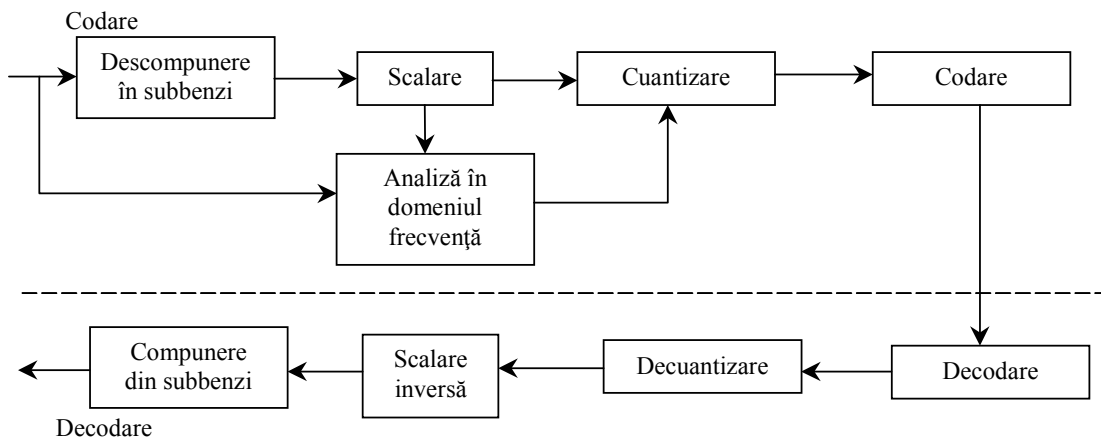 Codare
Descompunere
în subbenzi
Scalare
Cuantizare
Codare
Analiză în
domeniul
frecvenţă
Compunere
din subbenzi
Scalare
inversă
Decuantizare
Decodare
Decodare